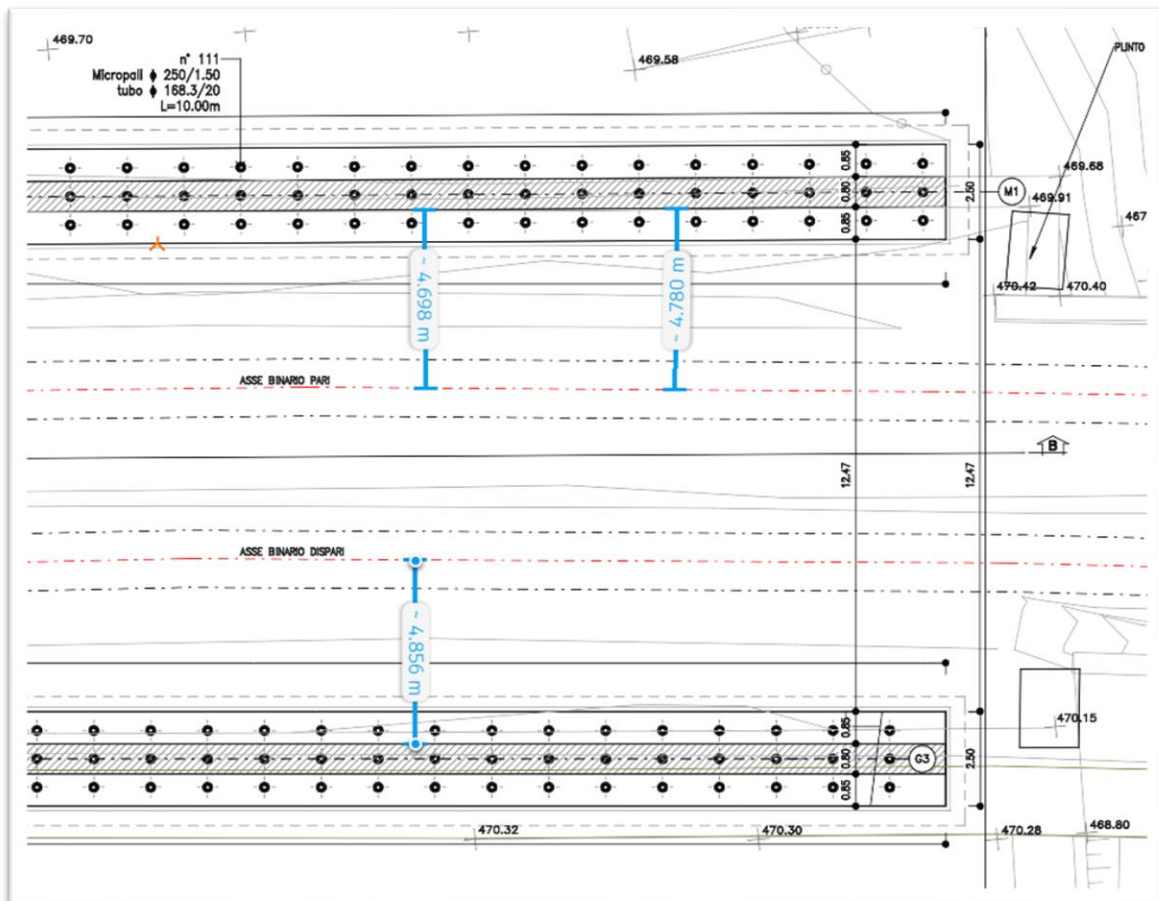 469.70
n° 111
Micropali ϕ 250/1.50
tubo ϕ 168.3/20
L=10.00m
469.58
PLINTO
0.85
0.80
0.85
2.50
M1
469.68
469.91
467
470.42
470.40
~ 4.698 m
~ 4.780 m
ASSE BINARIO PARI
B
12.47
12.47
ASSE BINARIO DISPARI
~ 4.856 m
0.85
0.80
0.85
2.50
G3
470.15
470.32
470.30
470.28
468.80